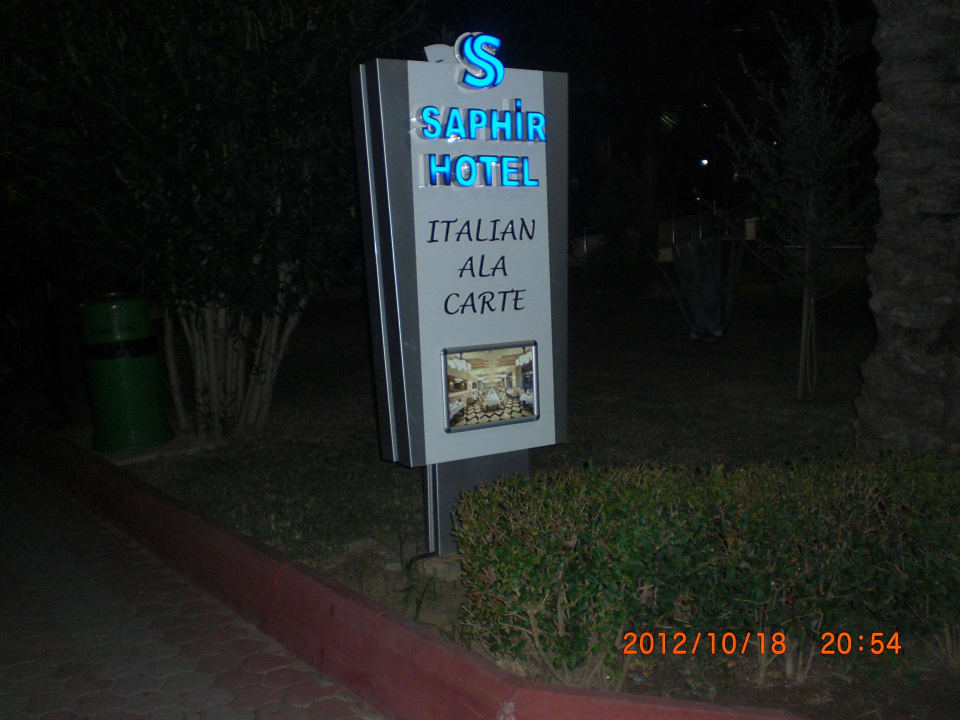 S
SAPHİR
HOTEL
ITALIAN
ALA
CARTE
2012/10/18 20:54